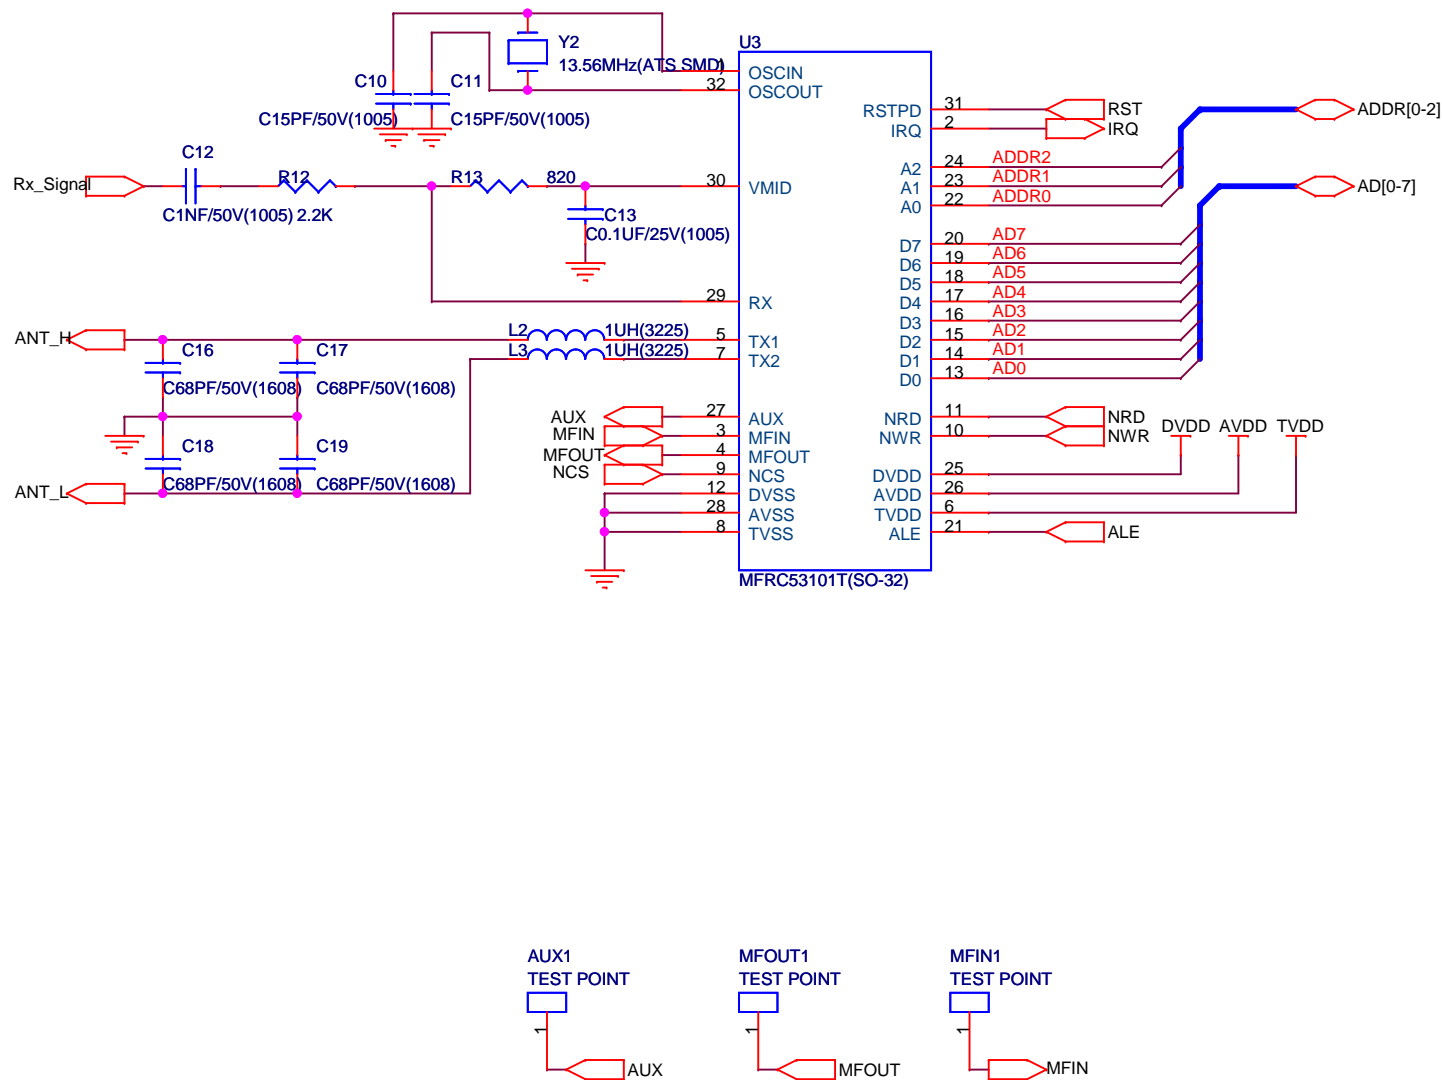 U3
Y2
13.56MHz(ATS SMD)
C10
C11
C15PF/50V(1005)
C15PF/50V(1005)
1
OSCIN
32
OSCOUT
RSTPD
31
RST
IRQ
2
IRQ
ADDR[0-2]
A2
24
ADDR2
A1
23
ADDR1
A0
22
ADDR0
AD[0-7]
C12
Rx_Signal
R12
R13
820
30
VMID
C1NF/50V(1005)
2.2K
C13
C0.1UF/25V(1005)
D7
20
AD7
D6
19
AD6
D5
18
AD5
D4
17
AD4
D3
16
AD3
D2
15
AD2
D1
14
AD1
D0
13
AD0
29
RX
ANT_H
L2
1UH(3225)
5
TX1
L3
1UH(3225)
7
TX2
C16
C17
C68PF/50V(1608)
C68PF/50V(1608)
C18
C19
C68PF/50V(1608)
C68PF/50V(1608)
ANT_L
AUX
27
AUX
MFIN
3
MFIN
MFOUT
4
MFOUT
NCS
9
NCS
12
DVSS
28
AVSS
8
TVSS
NRD
11
NRD
NWR
10
NWR
DVDD
AVDD
TVDD
DVDD
25
AVDD
26
TVDD
6
ALE
21
ALE
MFRC53101T(SO-32)
AUX1
TEST POINT
1
AUX
MFOUT1
TEST POINT
1
MFOUT
MFIN1
TEST POINT
1
MFIN